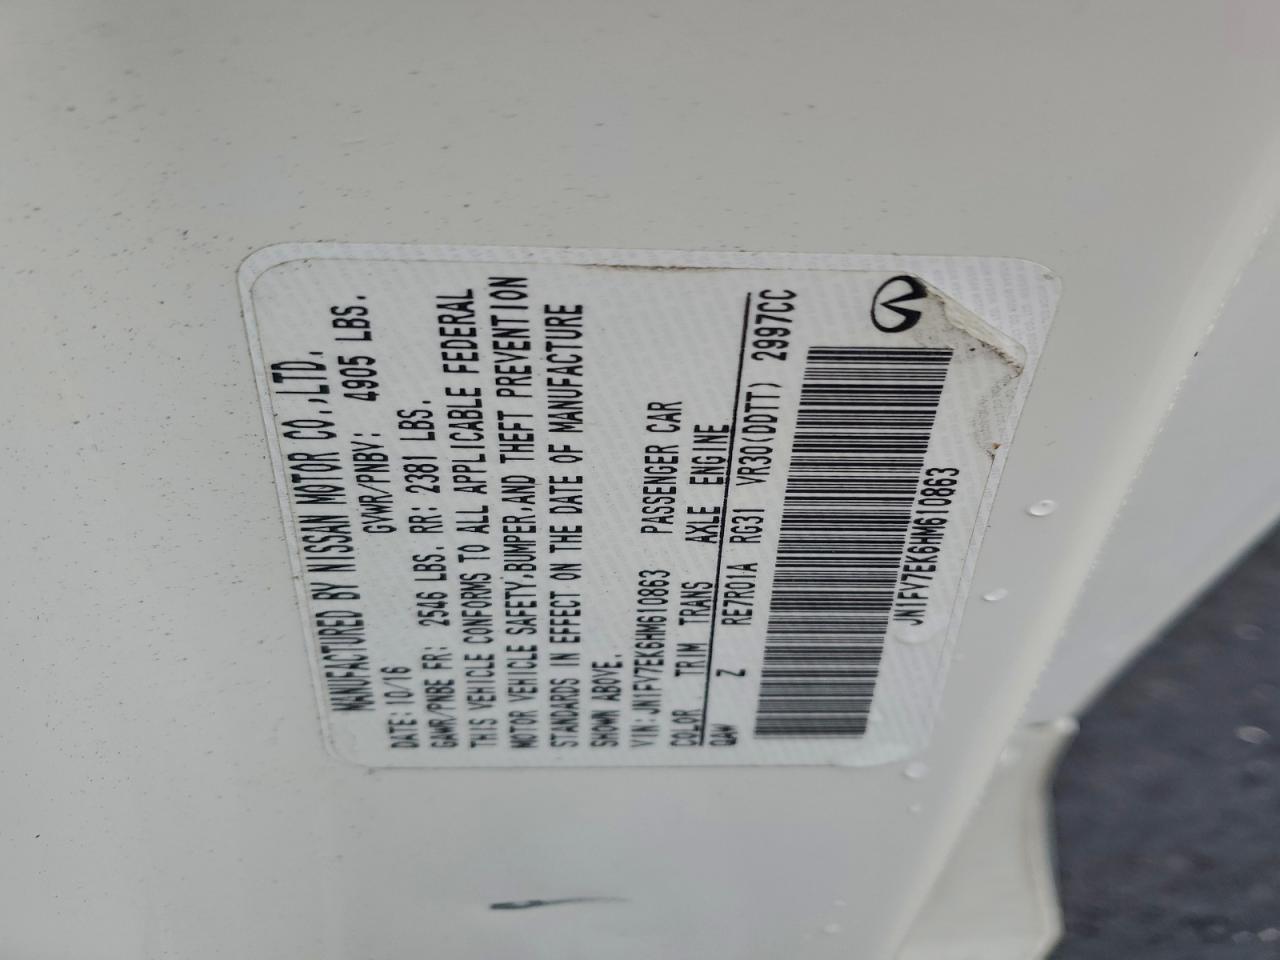 MANUFACTURED BY NISSAN MOTOR CO.,LTD.
DATE:10/16 GVWR/PNBV: 4905 LBS.
GAWR/PNBE FR: 2546 LBS. RR: 2381 LBS.
THIS VEHICLE CONFORMS TO ALL APPLICABLE FEDERAL
MOTOR VEHICLE SAFETY,BUMPER,AND THEFT PREVENTION
STANDARDS IN EFFECT ON THE DATE OF MANUFACTURE
SHOWN ABOVE.
VIN:JN1FV7EK6HM610863 PASSENGER CAR
COLOR TRIM TRANS AXLE ENGINE
QAW Z RE7R01A RG31 VR30(DDTT) 2997CC
JN1FV7EK6HM610863